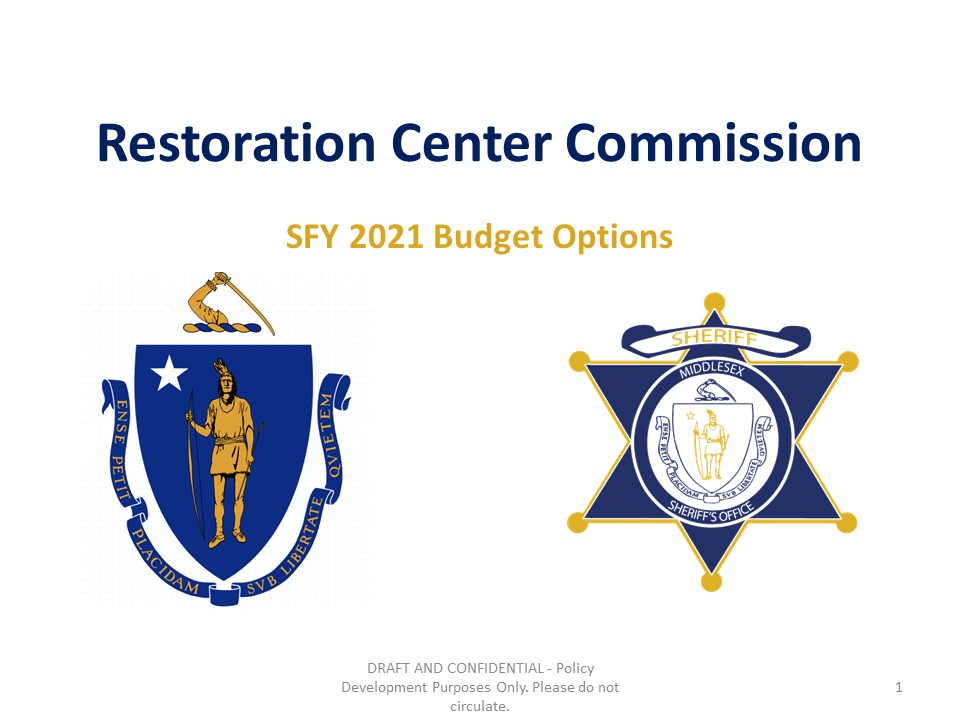 Restoration Center Commission
SFY 2021 Budget Options
ENSE PETIT PLACIDAM SVB LIBERTATE QVIETEM
SHERIFF
MIDDLESEX
ENSE PETIT PLACIDAM SVB LIBERTATE QVIETEM
SHERIFF'S OFFICE
DRAFT AND CONFIDENTIAL - Policy
Development Purposes Only. Please do not
circulate.
1